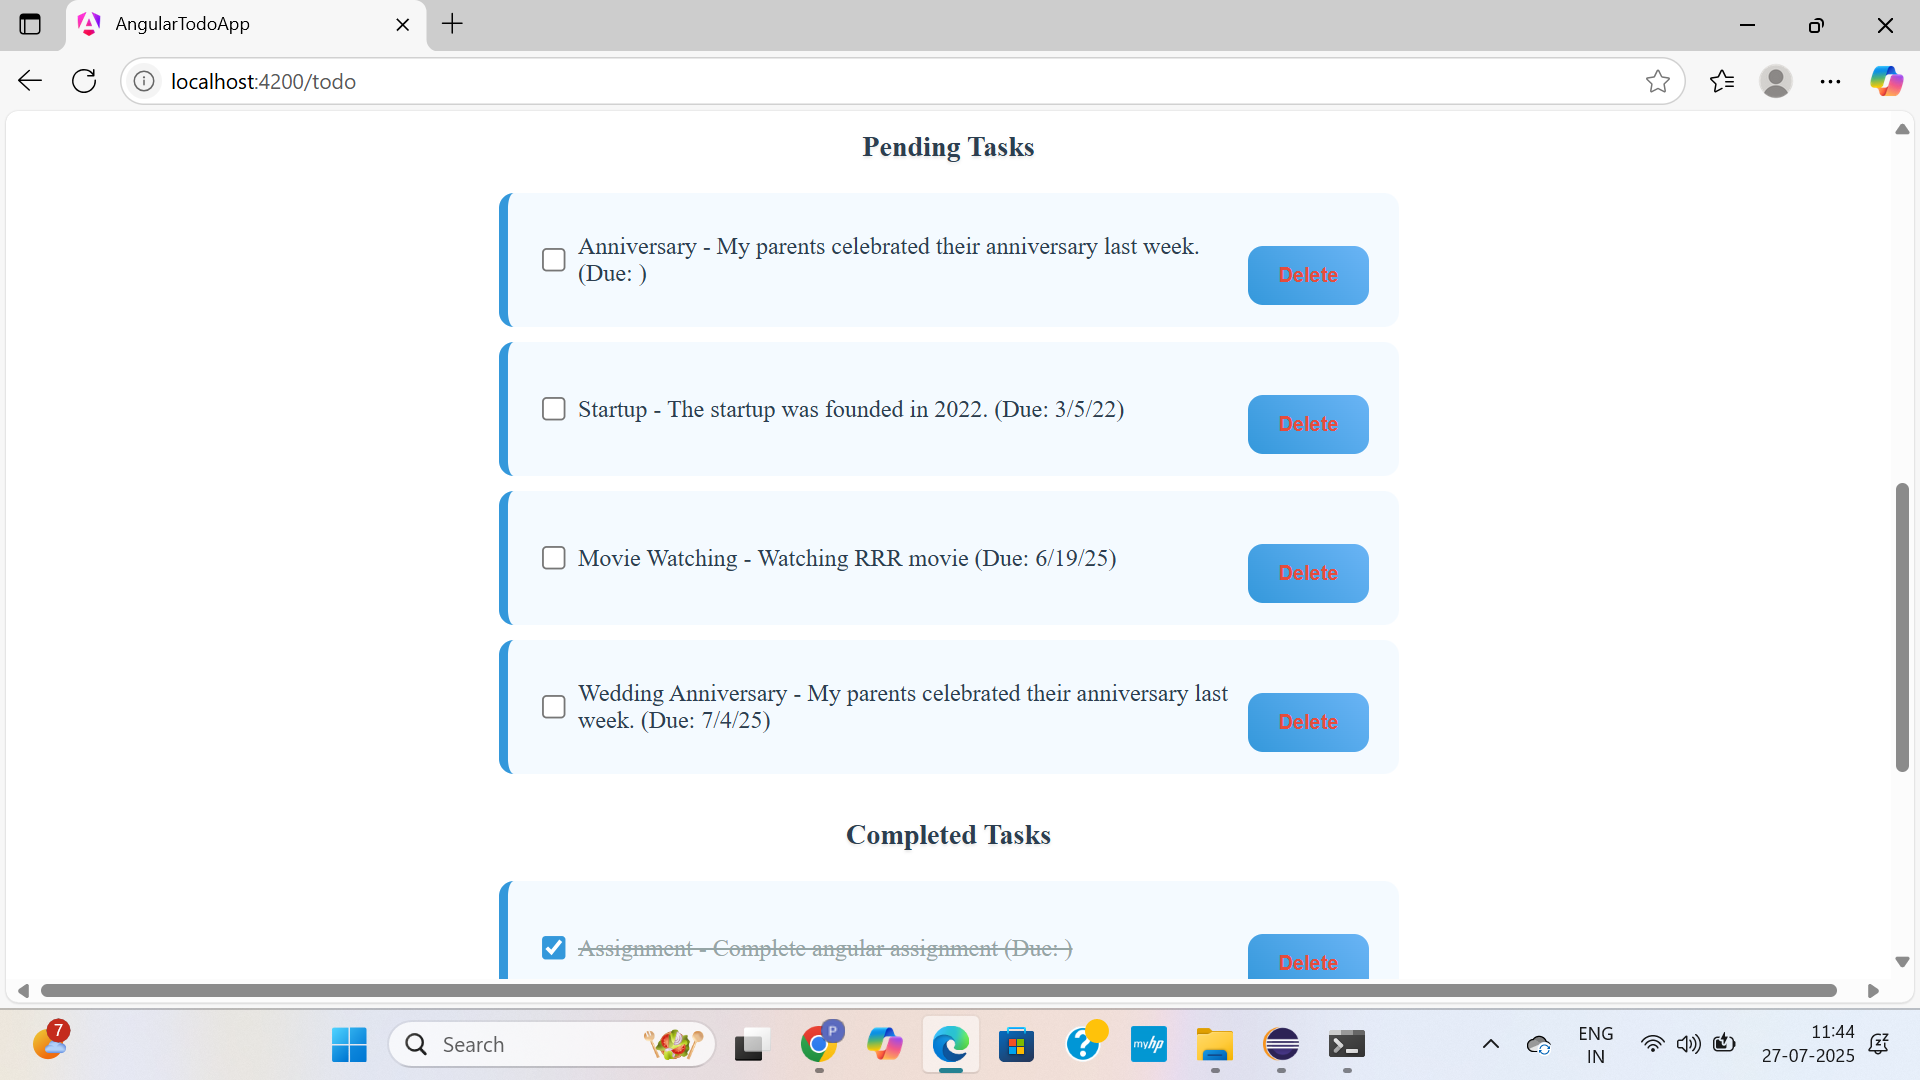 AngularTodoApp
localhost:4200/todo
Pending Tasks
Anniversary - My parents celebrated their anniversary last week.
(Due: )
Delete
Startup - The startup was founded in 2022. (Due: 3/5/22)
Delete
Movie Watching - Watching RRR movie (Due: 6/19/25)
Delete
Wedding Anniversary - My parents celebrated their anniversary last
week. (Due: 7/4/25)
Delete
Completed Tasks
Assignment - Complete angular assignment (Due: )
Delete
7
Search
P
?
myhp
ENG
IN
11:44
27-07-2025